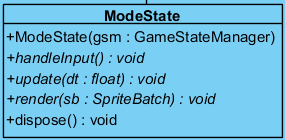 ModeState
+ModeState(gsm : GameStateManager)
+handleInput() : void
+update(dt : float) : void
+render(sb : SpriteBatch) : void
+dispose() : void